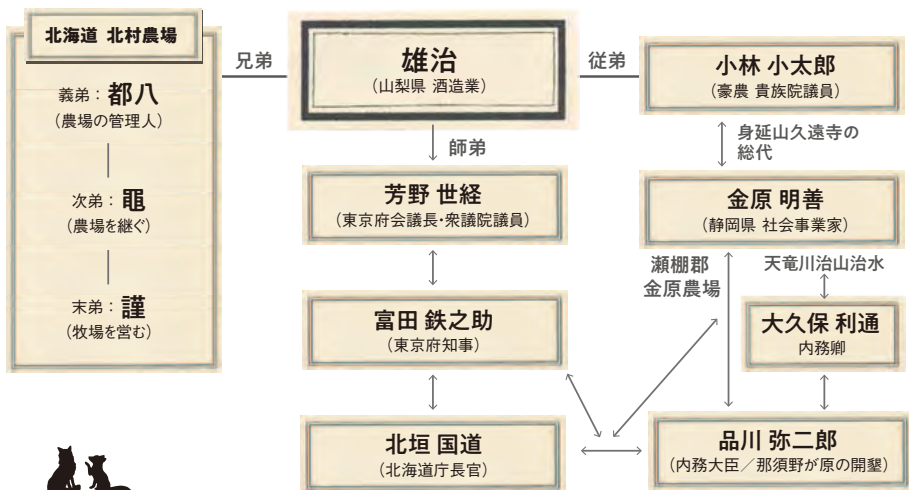 北海道 北村農場
義弟：都八
（農場の管理人）
次弟：黽
（農場を継ぐ）
末弟：謹
（牧場を営む）
兄弟
雄治
（山梨県 酒造業）
従弟
小林 小太郎
（豪農 貴族院議員）
師弟
身延山久遠寺の
総代
芳野 世経
（東京府会議長・衆議院議員）
金原 明善
（静岡県 社会事業家）
瀬棚郡
金原農場
天竜川治山治水
富田 鉄之助
（東京府知事）
大久保 利通
内務卿
北垣 国道
（北海道庁長官）
品川 弥二郎
（内務大臣／那須野が原の開墾）